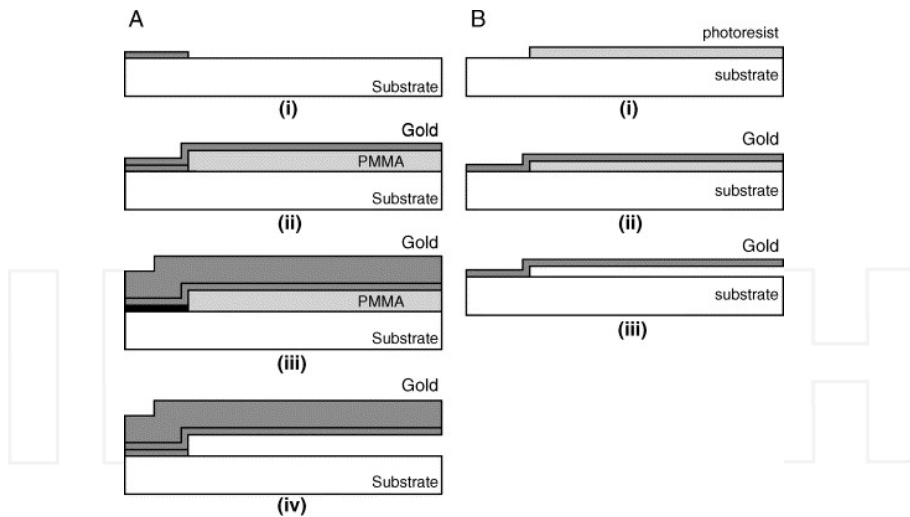 A
Substrate
(i)
Gold
PMMA
Substrate
(ii)
Gold
PMMA
Substrate
(iii)
Gold
Substrate
(iv)
B
photoresist
substrate
(i)
Gold
substrate
(ii)
Gold
substrate
(iii)